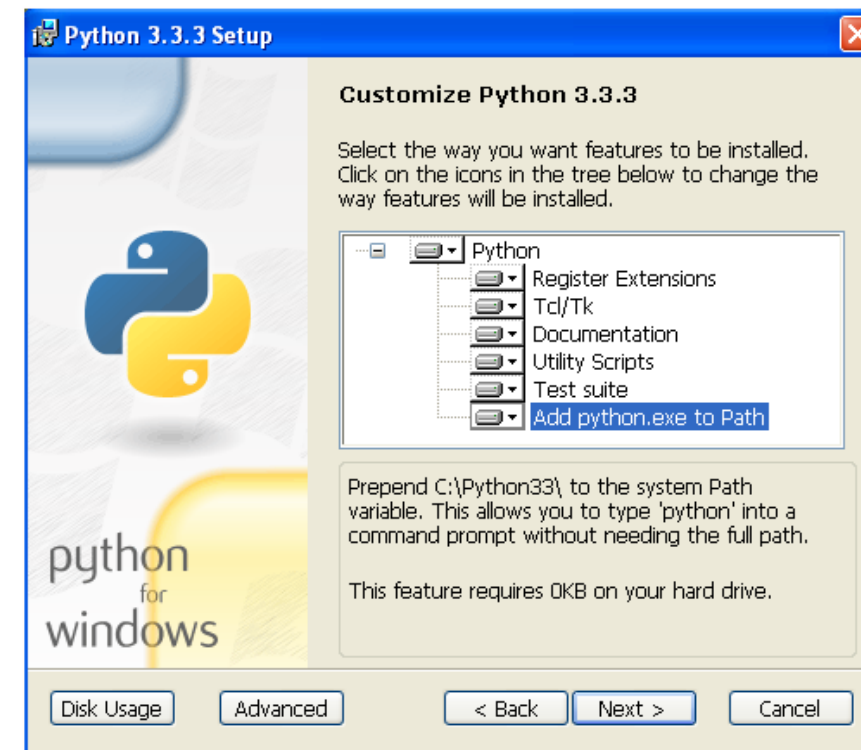 Python 3.3.3 Setup
Customize Python 3.3.3
Select the way you want features to be installed.
Click on the icons in the tree below to change the
way features will be installed.
Python
Register Extensions
Tcl/Tk
Documentation
Utility Scripts
Test suite
Add python.exe to Path
Prepend C:\Python33\ to the system Path
variable. This allows you to type 'python' into a
command prompt without needing the full path.
This feature requires 0KB on your hard drive.
python
for
windows
Disk Usage
Advanced
< Back
Next >
Cancel